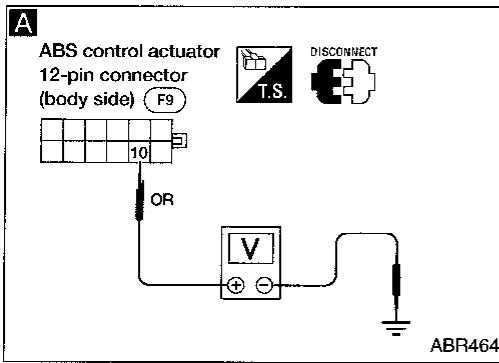 A
ABS control actuator
12-pin connector
(body side) F9
T.S.
DISCONNECT
10
OR
V
+ -
ABR464